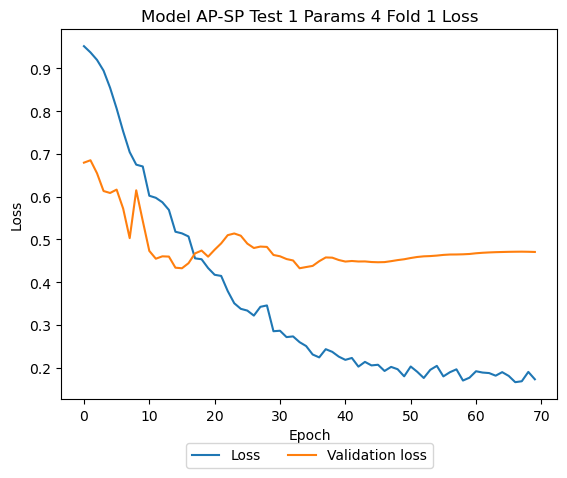 Model AP-SP Test 1 Params 4 Fold 1 Loss
Loss
0.9
0.8
0.7
0.6
0.5
0.4
0.3
0.2
0 10 20 30 40 50 60 70
Epoch
Loss Validation loss